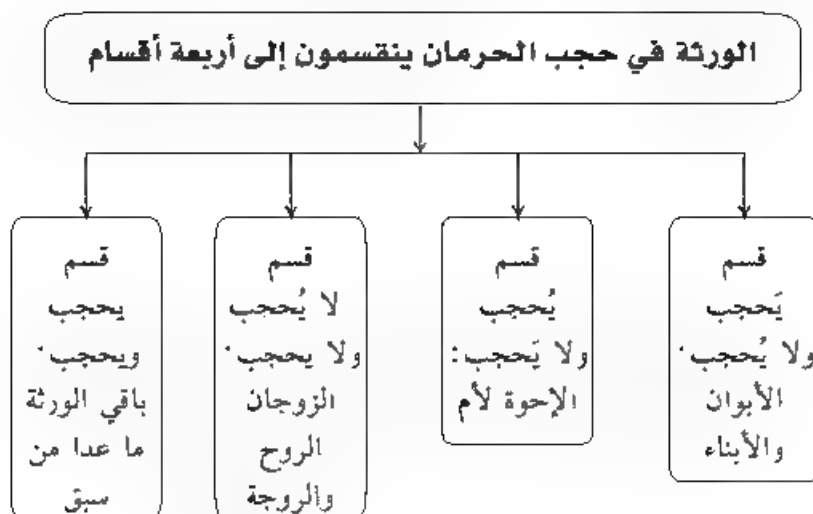 الورثة في حجب الحرمان ينقسمون إلى أربعة أقسام
قسم
يَحجب
ولا يُحجب:
الأبوان
والأبناء
قسم
يُحجب
ولا يَحجب:
الإخوة لأم
قسم
لا يُحجب
ولا يحجب:
الزوجان
الزوج
والزوجة
قسم
يحجب
ويحجب:
باقي الورثة
ما عدا من
سبق